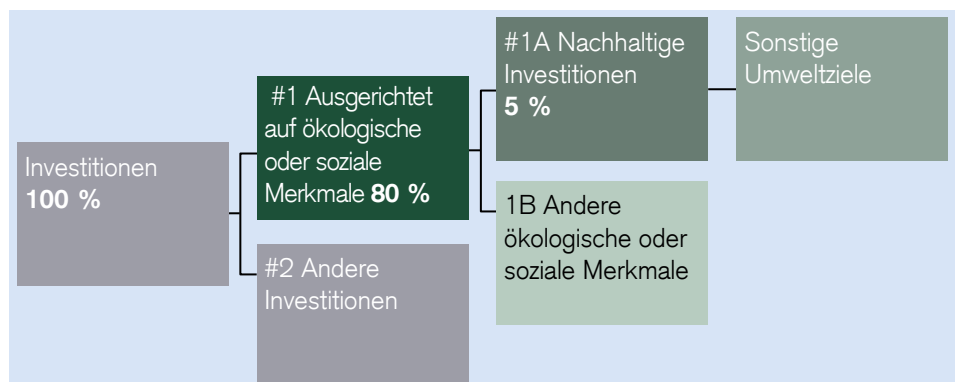 Investitionen
100 %
#1 Ausgerichtet
auf ökologische
oder soziale
Merkmale 80 %
#2 Andere
Investitionen
#1A Nachhaltige
Investitionen
5 %
1B Andere
ökologische oder
soziale Merkmale
Sonstige
Umweltziele